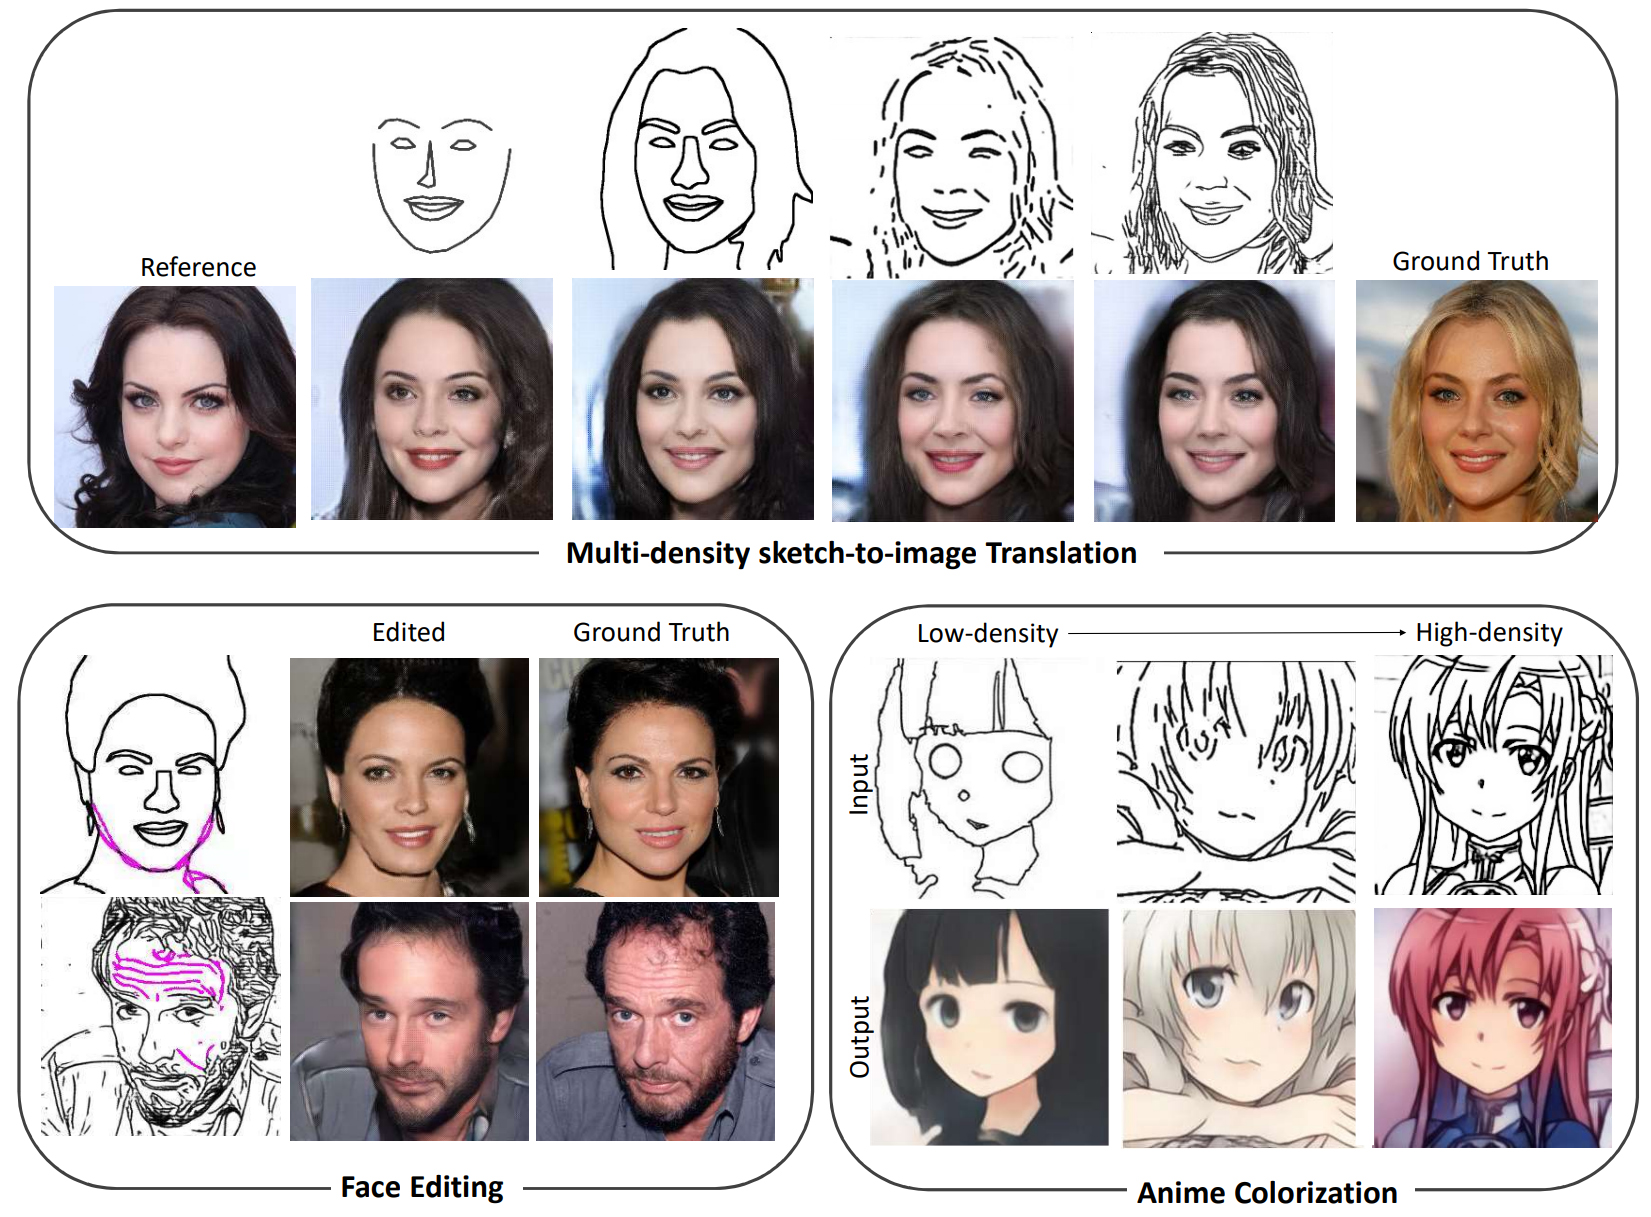 Reference
Ground Truth
Multi-density sketch-to-image Translation
Edited
Ground Truth
Face Editing
Low-density
High-density
Input
Output
Anime Colorization